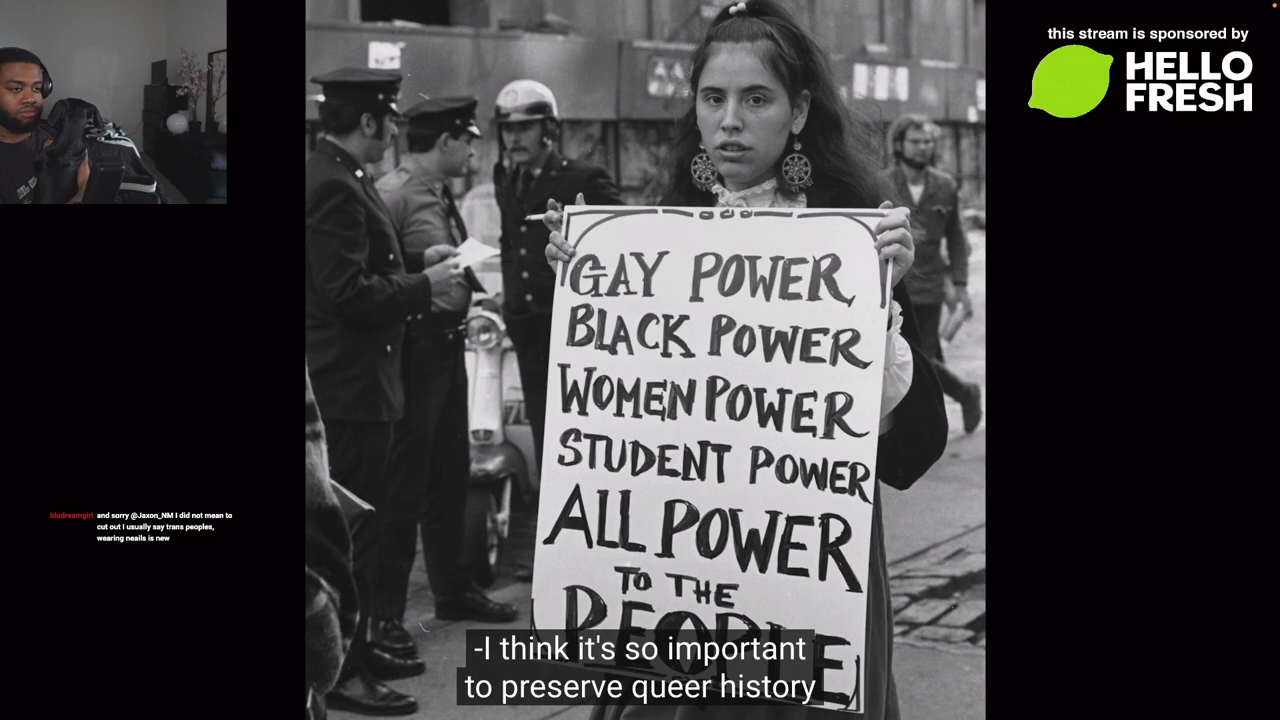 this stream is sponsored by
HELLO
FRESH
GAY POWER
BLACK POWER
WOMEN POWER
STUDENT POWER
ALL POWER
TO THE
PEOPLE
-I think it's so important
to preserve queer history
bludreamgirl and sorry @Jaxon_NM I did not mean to
cut out I usually say trans peoples,
wearing nealls is new